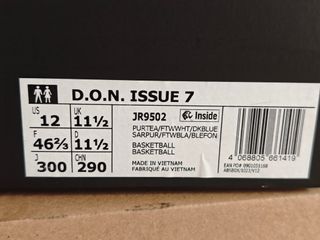 D.O.N. ISSUE 7
US 12 UK 11½
F 46⅔ D 11½
J 300 CHN 290
JR9502 Inside
PURTEA/FTWWHT/DKBLUE
SARPUR/FTWBLA/BLEFON
BASKETBALL
BASKETBALL
MADE IN VIETNAM
FABRIQUÉ AU VIETNAM
4 068805 661419